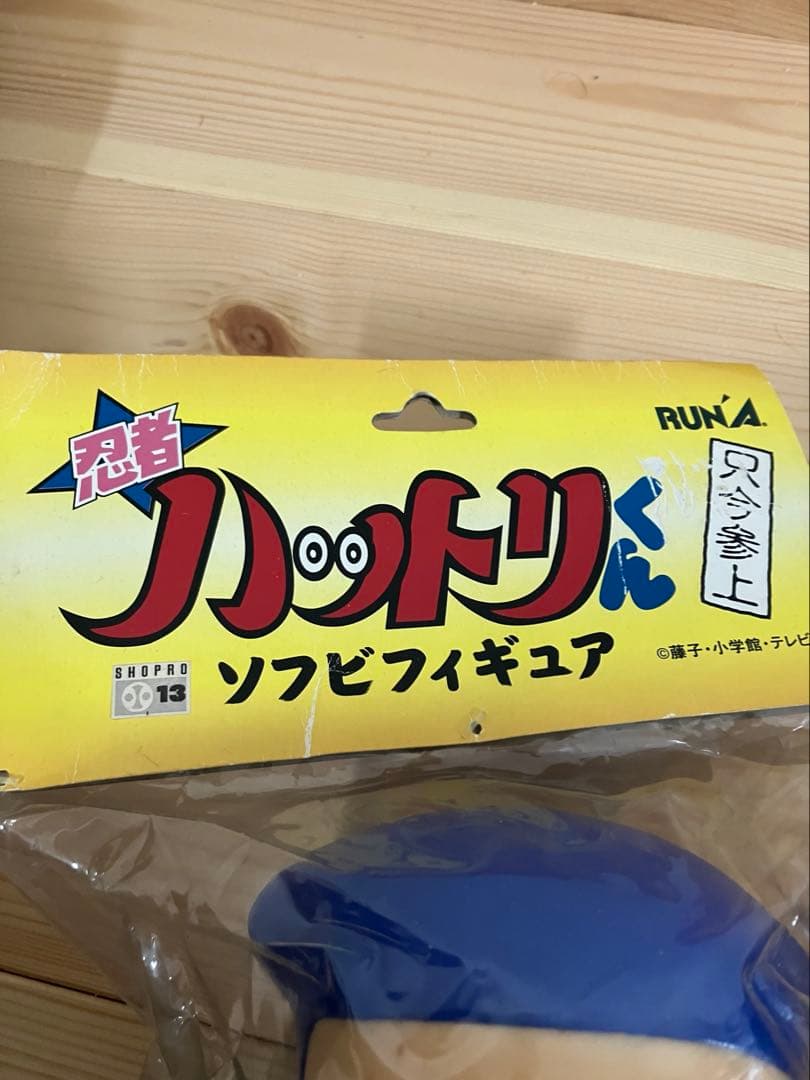 RUN'A
忍者
ハットリくん
只今参上
ソフビフィギュア
©藤子・小学館・テレビ
SHOPRO
13